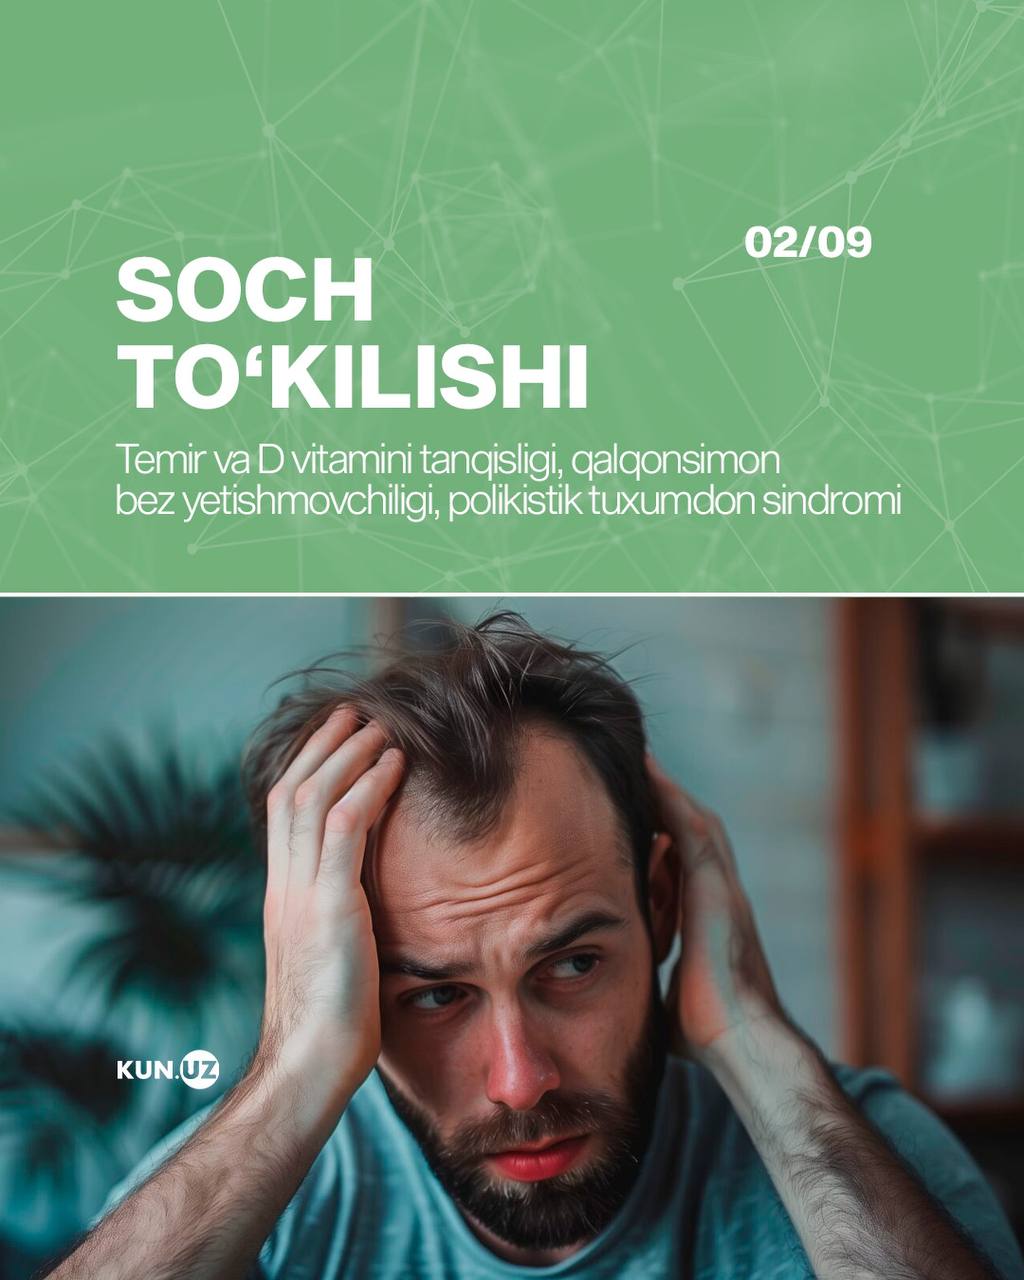 02/09
SOCH
TO‘KILISHI
Temir va D vitamini tanqisligi, qalqonsimon
bez yetishmovchiligi, polikistik tuxumdon sindromi
KUN.UZ